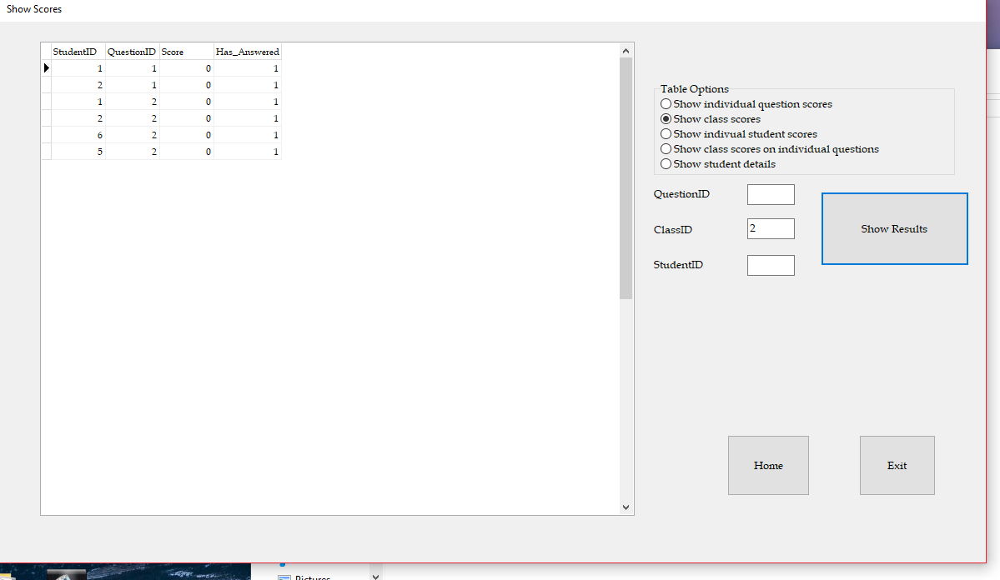 Show Scores
StudentID QuestionID Score Has_Answered
1 1 0 1
2 1 0 1
1 2 0 1
2 2 0 1
6 2 0 1
5 2 0 1
Table Options
Show individual question scores
Show class scores
Show indivual student scores
Show class scores on individual questions
Show student details
QuestionID
ClassID 2
StudentID
Show Results
Home Exit
Pictures